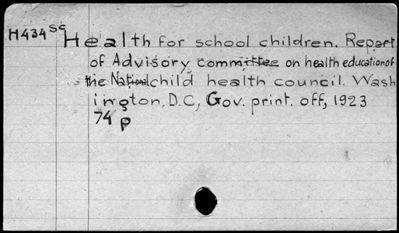 H434sc Health for school children. Report
of Advisory committee on health education of
the National child health council. Wash
ington, D.C., Gov. print. off, 1923
74 p